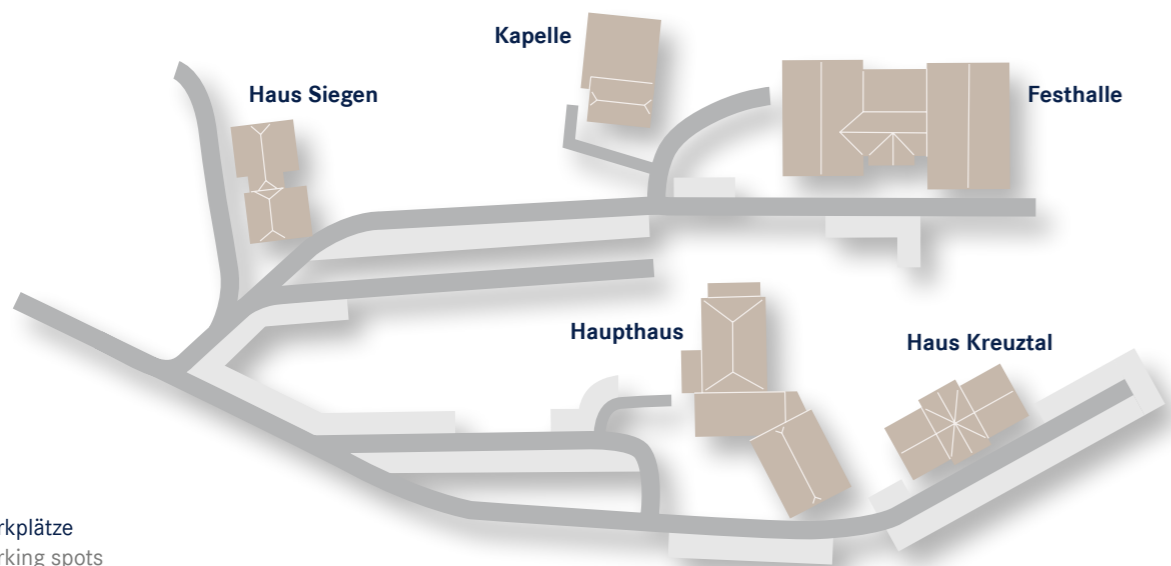 Kapelle
Haus Siegen
Festhalle
Haupthaus
Haus Kreuztal
rkplätze
rking spots